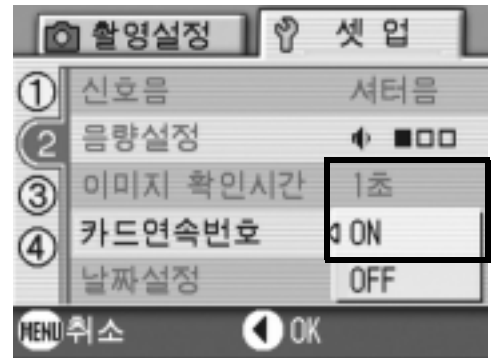 촬영설정 셋 업
① 신호음 셔터음
② 음량설정
③ 이미지 확인시간 1초
④ 카드연속번호 ON
날짜설정 OFF
MENU 취소 OK